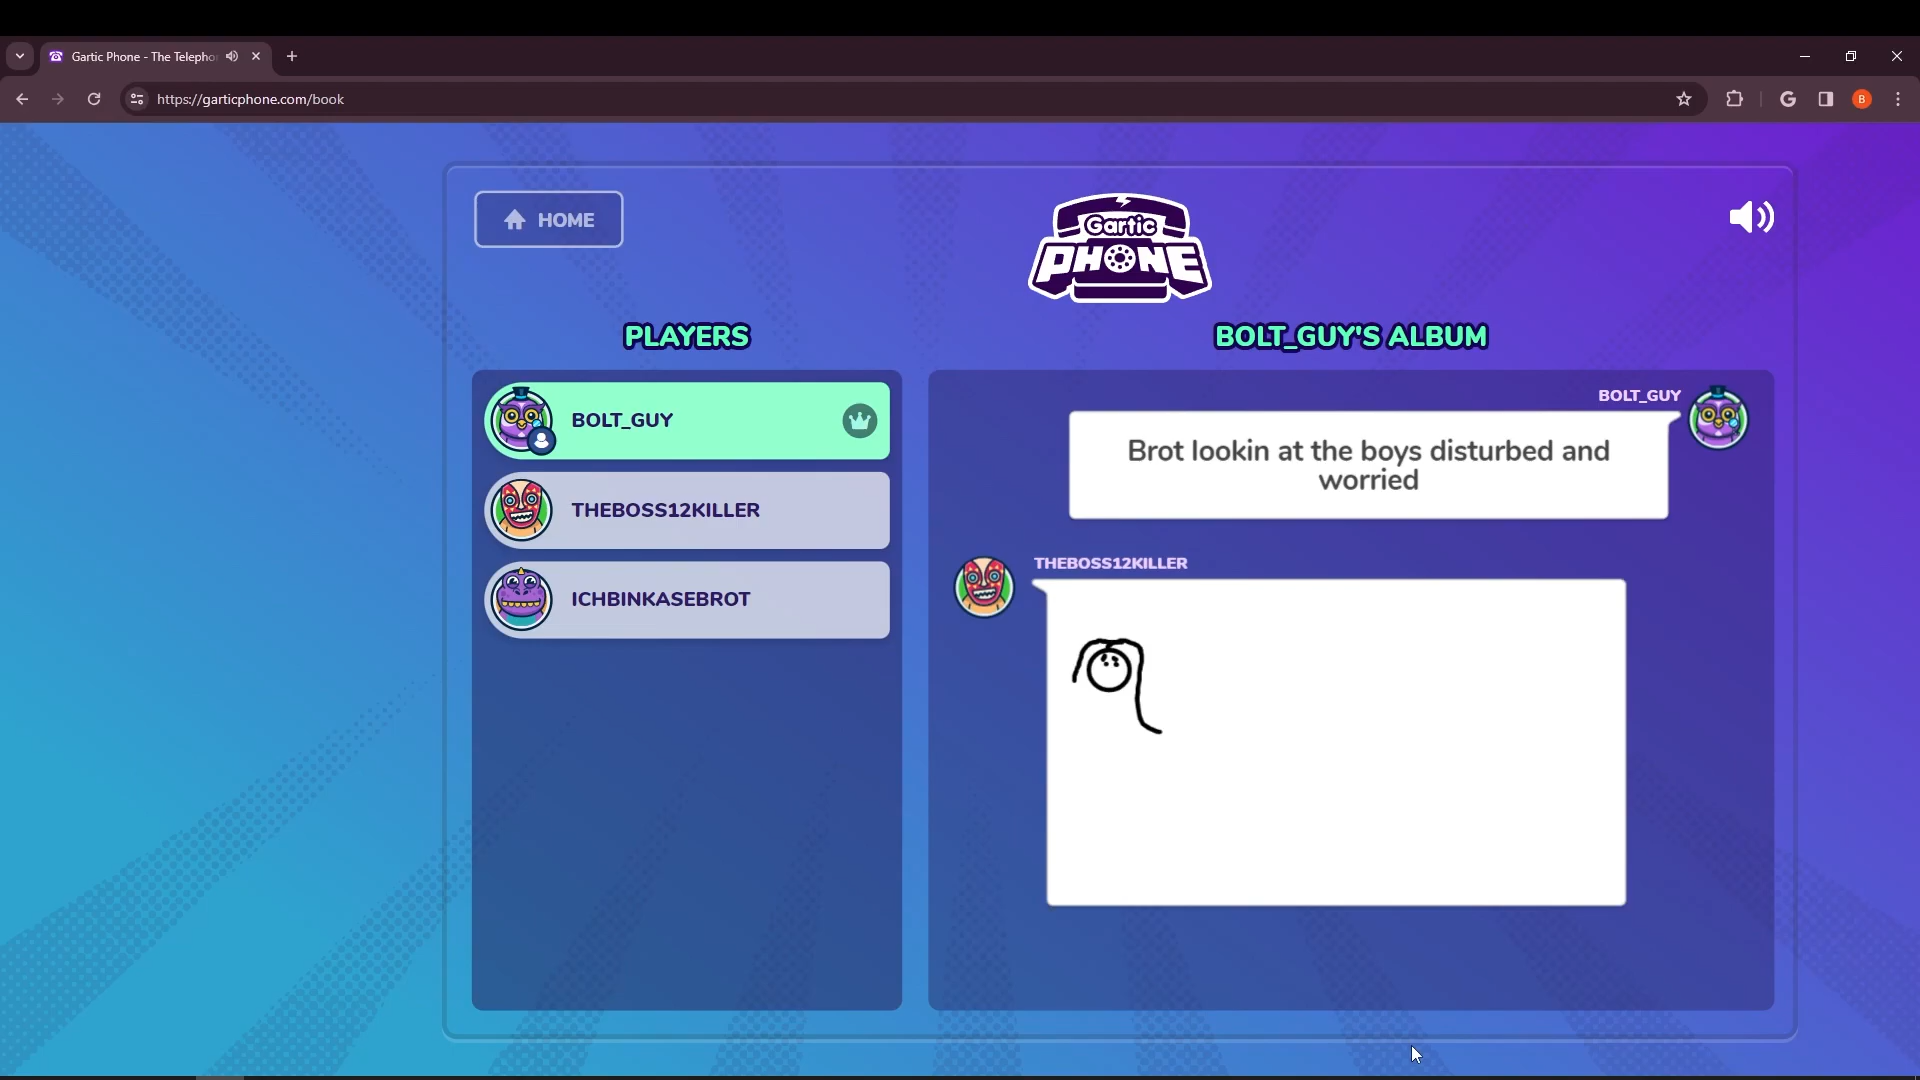 Gartic Phone - The Telepho
https://garticphone.com/book
B
HOME
Gartic
PHONE
PLAYERS
BOLT_GUY'S ALBUM
BOLT_GUY
THEBOSS12KILLER
ICHBINKASEBROT
BOLT_GUY
Brot lookin at the boys disturbed and
worried
THEBOSS12KILLER